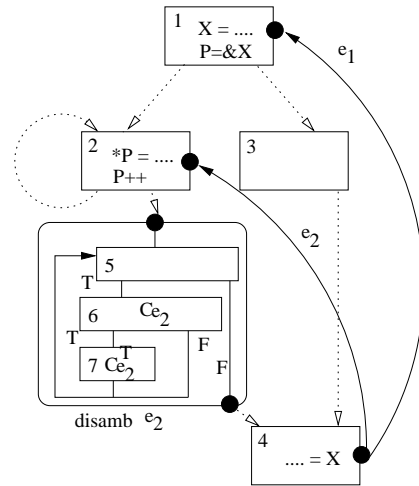 1 X = ....
P=&X
e1
2 *P = ....
P++
3
e2
5
T
6 Ce2
T
T
F
F
7 Ce2
disamb e2
4
.... = X